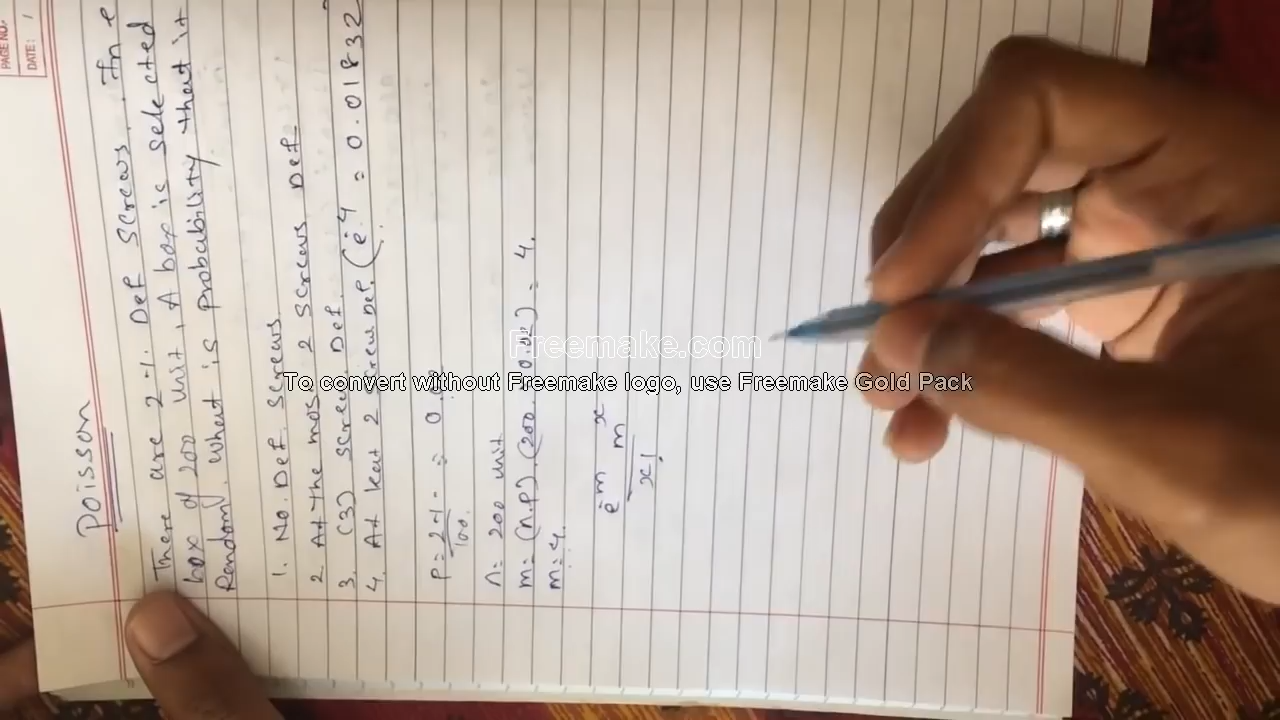 PAGE NO.
DATE: /
Poisson
There are 2 %. Def screws. In e
box of 200 unit, A box is selected
Random, what is Probability that it
1. No. Def. Screws.
2. At the mos. 2 Screws Def.
3. (3) screws Def.
4. At least 2 Screws Def. (e-4 = 0.01832
P = 2% = 0.0
100
n = 200 unit
m = (n.P) (200. 0.02) = 4.
m = 4.
e-m m x
x!
Freemake.com
To convert without Freemake logo, use Freemake Gold Pack